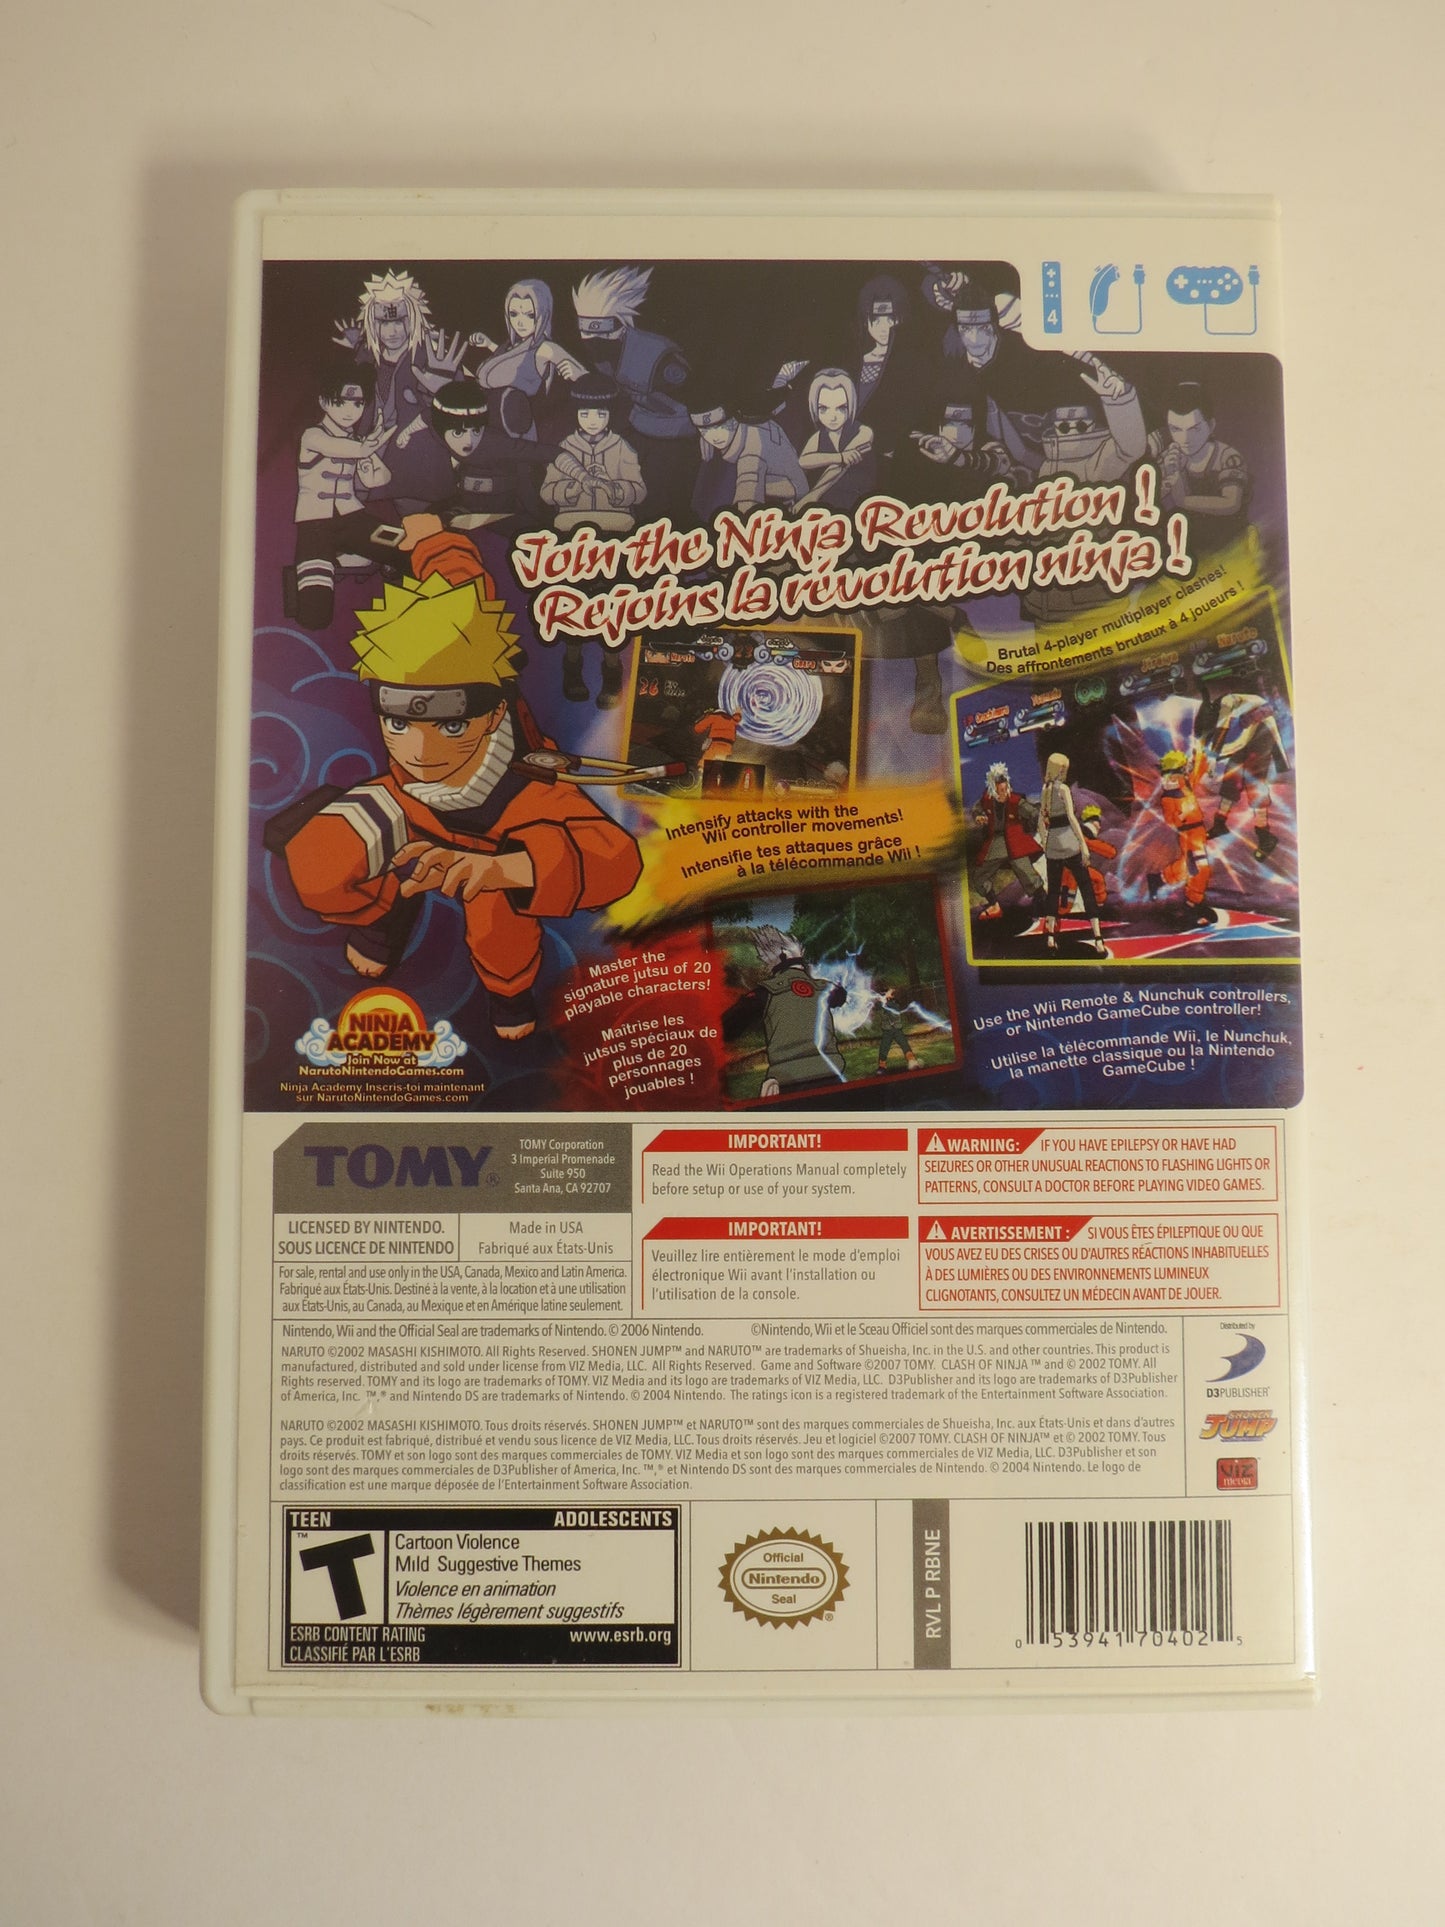 4
油
Join the Ninja Revolution !
Rejoins la révolution ninja !
Brutal 4-player multiplayer clashes!
Des affrontements brutaux à 4 joueurs !
Naruto
Gaara
23
26
Orochimaru
Tsunade
Jiraiya
Naruto
Intensify attacks with the
Wii controller movements!
Intensifie tes attaques grâce
à la télécommande Wii !
Master the
signature jutsu of 20
playable characters!
Maîtrise les
jutsus spéciaux de
plus de 20
personnages
jouables !
Use the Wii Remote & Nunchuk controllers,
or Nintendo GameCube controller!
Utilise la télécommande Wii, le Nunchuk,
la manette classique ou la Nintendo
GameCube !
NINJA
ACADEMY
Join Now at
NarutoNintendoGames.com
Ninja Academy Inscris-toi maintenant
sur NarutoNintendoGames.com
TOMY®
TOMY Corporation
3 Imperial Promenade
Suite 950
Santa Ana, CA 92707
LICENSED BY NINTENDO.
SOUS LICENCE DE NINTENDO
Made in USA
Fabriqué aux États-Unis
For sale, rental and use only in the USA, Canada, Mexico and Latin America.
Fabriqué aux États-Unis. Destiné à la vente, à la location et à une utilisation
aux États-Unis, au Canada, au Mexique et en Amérique latine seulement.
IMPORTANT!
Read the Wii Operations Manual completely
before setup or use of your system.
IMPORTANT!
Veuillez lire entièrement le mode d'emploi
électronique Wii avant l'installation ou
l'utilisation de la console.
WARNING: IF YOU HAVE EPILEPSY OR HAVE HAD
SEIZURES OR OTHER UNUSUAL REACTIONS TO FLASHING LIGHTS OR
PATTERNS, CONSULT A DOCTOR BEFORE PLAYING VIDEO GAMES.
AVERTISSEMENT : SI VOUS ÊTES ÉPILEPTIQUE OU QUE
VOUS AVEZ EU DES CRISES OU D'AUTRES RÉACTIONS INHABITUELLES
À DES LUMIÈRES OU DES ENVIRONNEMENTS LUMINEUX
CLIGNOTANTS, CONSULTEZ UN MÉDECIN AVANT DE JOUER.
Nintendo, Wii and the Official Seal are trademarks of Nintendo. © 2006 Nintendo. ©Nintendo, Wii et le Sceau Officiel sont des marques commerciales de Nintendo.
NARUTO ©2002 MASASHI KISHIMOTO. All Rights Reserved. SHONEN JUMP™ and NARUTO™ are trademarks of Shueisha, Inc. in the U.S. and other countries. This product is
manufactured, distributed and sold under license from VIZ Media, LLC. All Rights Reserved. Game and Software ©2007 TOMY. CLASH OF NINJA ™ and © 2002 TOMY. All
Rights reserved. TOMY and its logo are trademarks of TOMY. VIZ Media and its logo are trademarks of VIZ Media, LLC. D3Publisher and its logo are trademarks of D3Publisher
of America, Inc. ™,® and Nintendo DS are trademarks of Nintendo. © 2004 Nintendo. The ratings icon is a registered trademark of the Entertainment Software Association.
NARUTO ©2002 MASASHI KISHIMOTO. Tous droits réservés. SHONEN JUMP™ et NARUTO™ sont des marques commerciales de Shueisha, Inc. aux États-Unis et dans d'autres
pays. Ce produit est fabriqué, distribué et vendu sous licence de VIZ Media, LLC. Tous droits réservés. Jeu et logiciel ©2007 TOMY. CLASH OF NINJA™ et © 2002 TOMY. Tous
droits réservés. TOMY et son logo sont des marques commerciales de TOMY. VIZ Media et son logo sont des marques commerciales de VIZ Media, LLC. D3Publisher et son
logo sont des marques commerciales de D3Publisher of America, Inc. ™,® et Nintendo DS sont des marques commerciales de Nintendo. © 2004 Nintendo. Le logo de
classification est une marque déposée de l'Entertainment Software Association.
Distributed by
D3PUBLISHER
SHONEN
JUMP
VIZ
media
TEEN ADOLESCENTS
™
T
Cartoon Violence
Mild Suggestive Themes
Violence en animation
Thèmes légèrement suggestifs
ESRB CONTENT RATING www.esrb.org
CLASSIFIÉ PAR L'ESRB
Official
Nintendo
Seal
®
RVL P RBNE
0 53941 70402 5